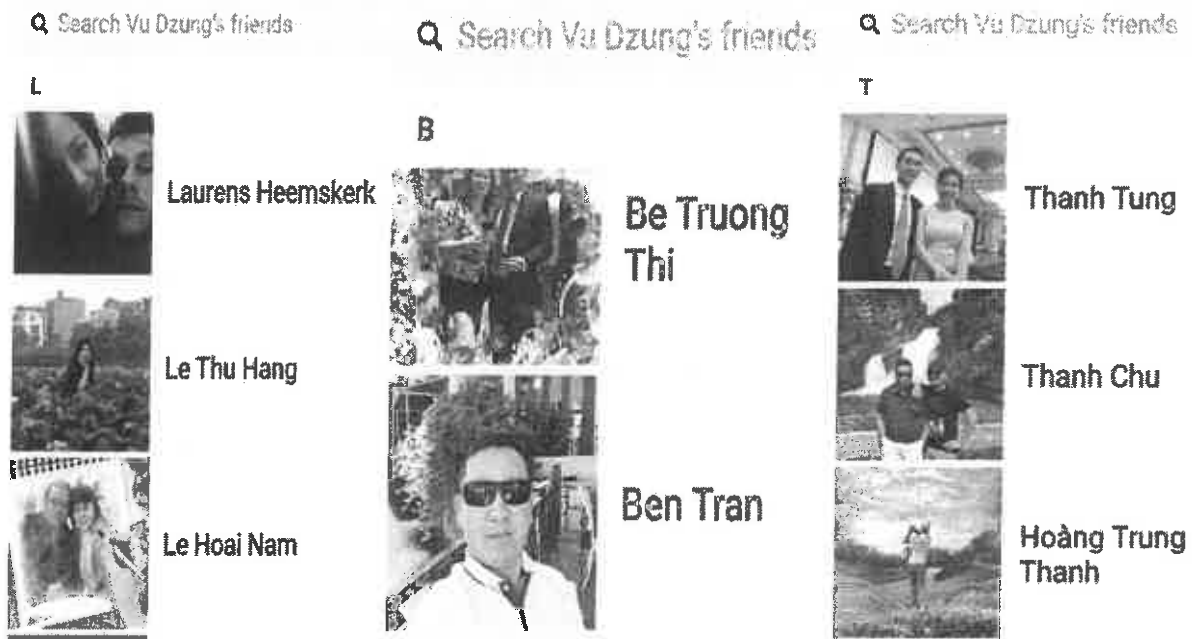 Search Vu Dzung's friends
L
Laurens Heemskerk
Le Thu Hang
Le Hoai Nam
Search Vu Dzung's friends
B
Be Truong
Thi
Ben Tran
Search Vu Dzung's friends
T
Thanh Tung
Thanh Chu
Hoàng Trung
Thanh